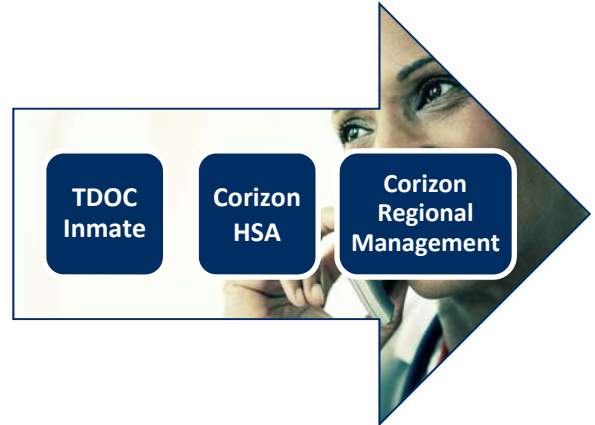 TDOC
Inmate
Corizon
HSA
Corizon
Regional
Management